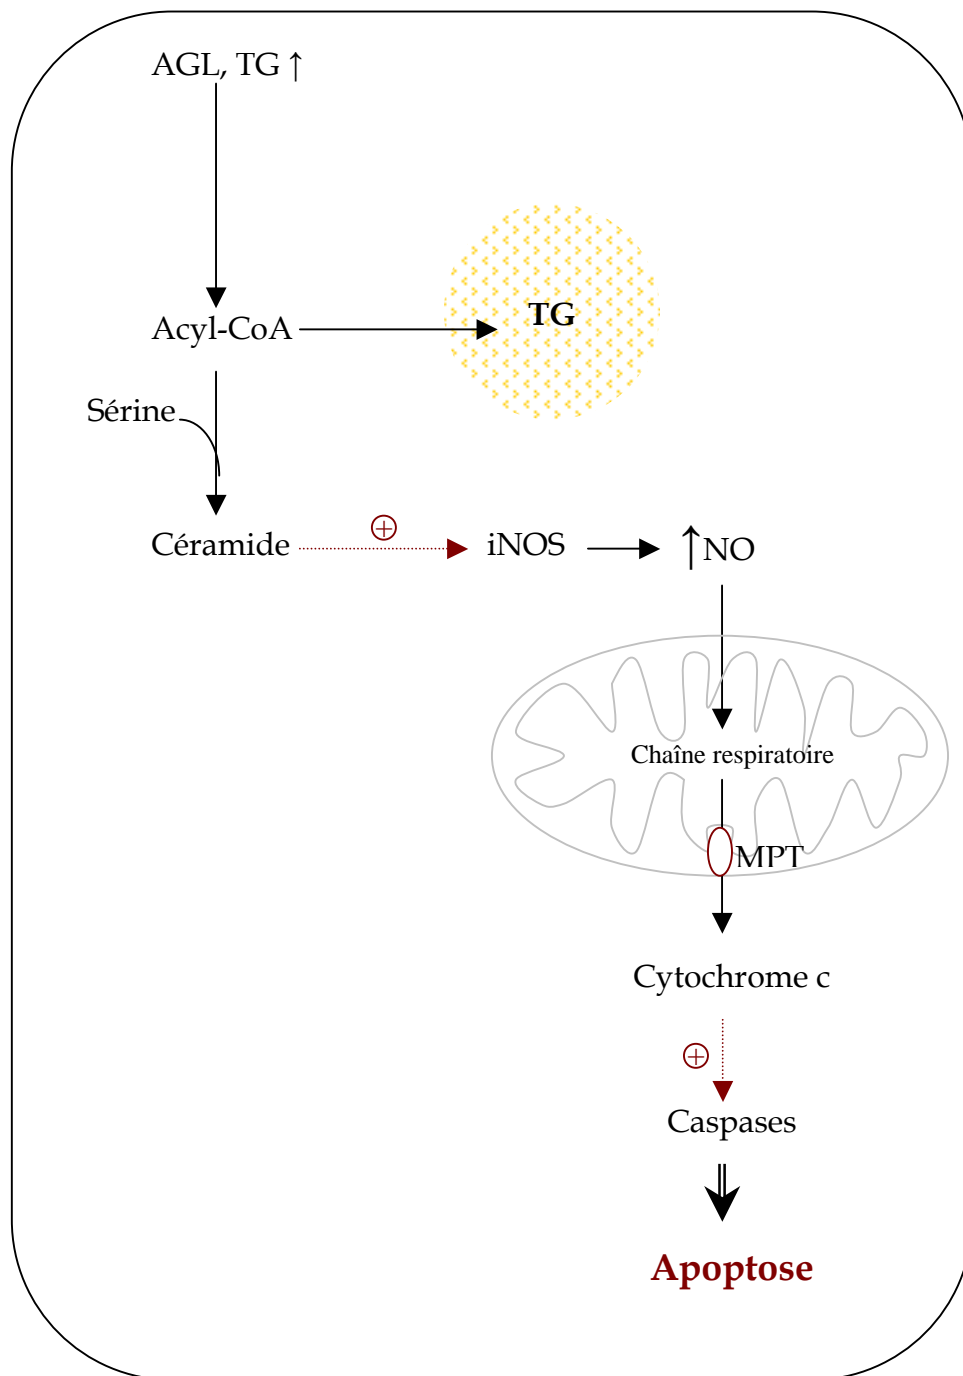 AGL, TG ↑
TG
Acyl-CoA
Sérine
Céramide
+
iNOS
↑NO
Chaîne respiratoire
MPT
Cytochrome c
+
Caspases
Apoptose